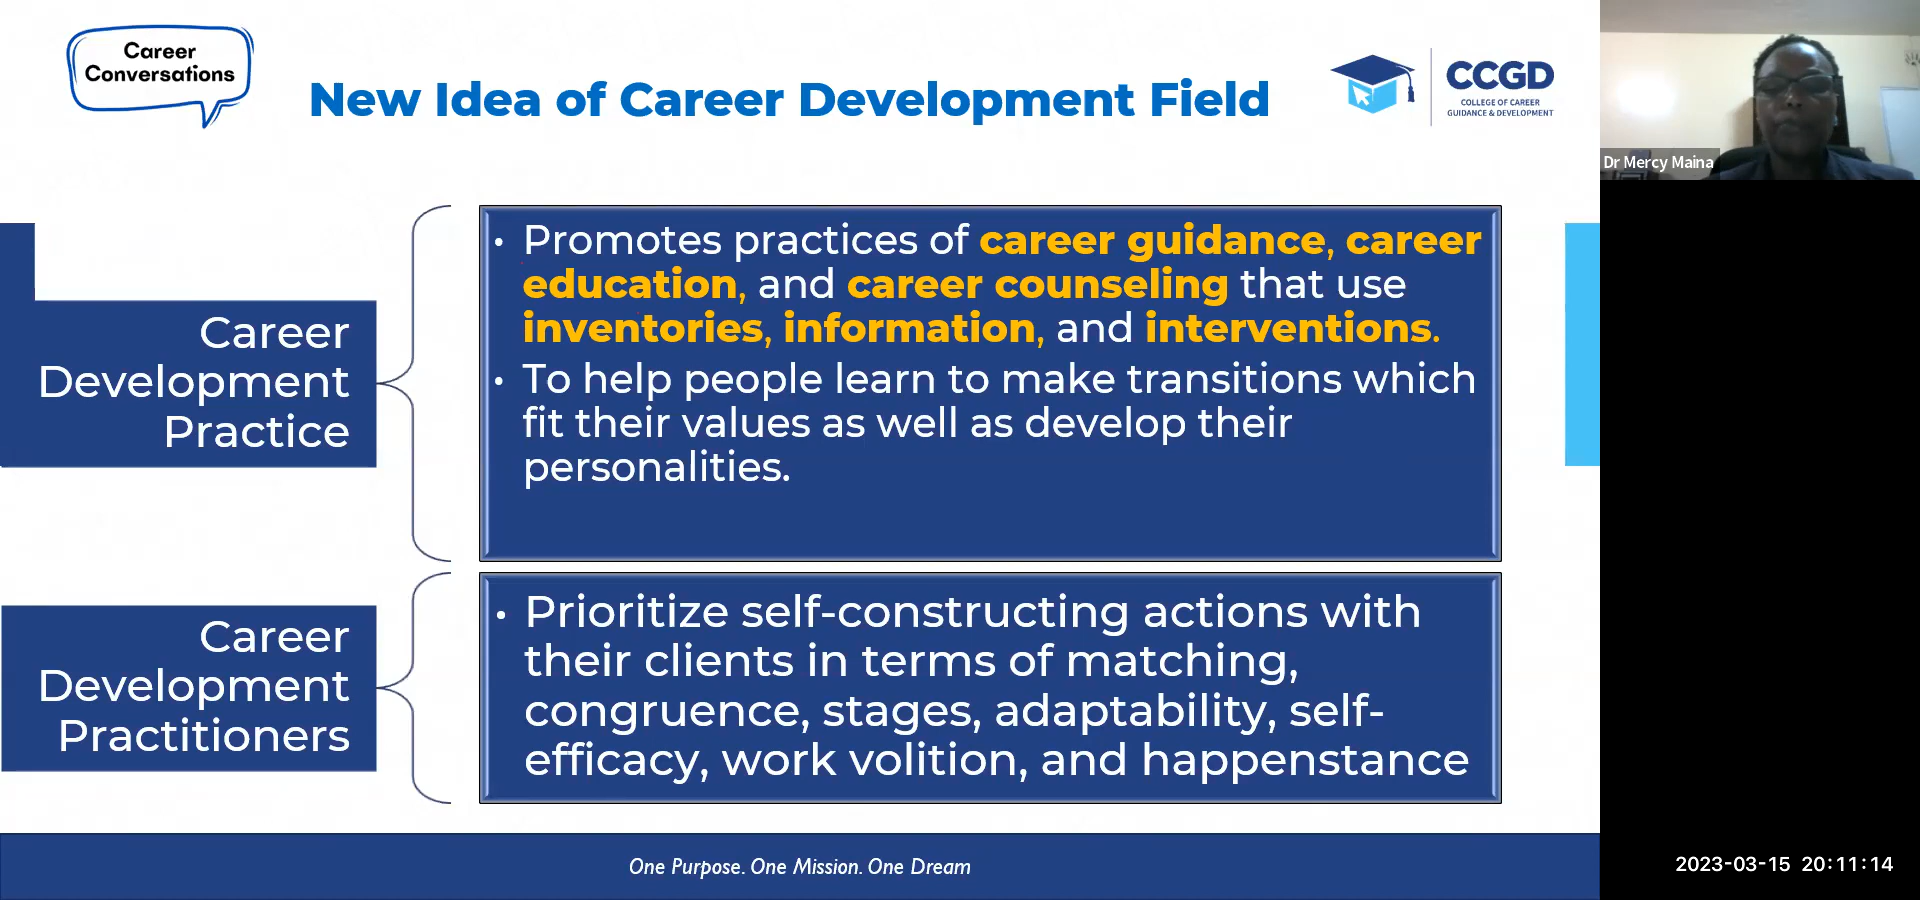 Career
Conversations
New Idea of Career Development Field
CCGD
COLLEGE OF CAREER
GUIDANCE & DEVELOPMENT
Dr Mercy Maina
Career
Development
Practice
• Promotes practices of career guidance, career
education, and career counseling that use
inventories, information, and interventions.
• To help people learn to make transitions which
fit their values as well as develop their
personalities.
Career
Development
Practitioners
• Prioritize self-constructing actions with
their clients in terms of matching,
congruence, stages, adaptability, self-
efficacy, work volition, and happenstance
One Purpose. One Mission. One Dream
2023-03-15 20:11:14